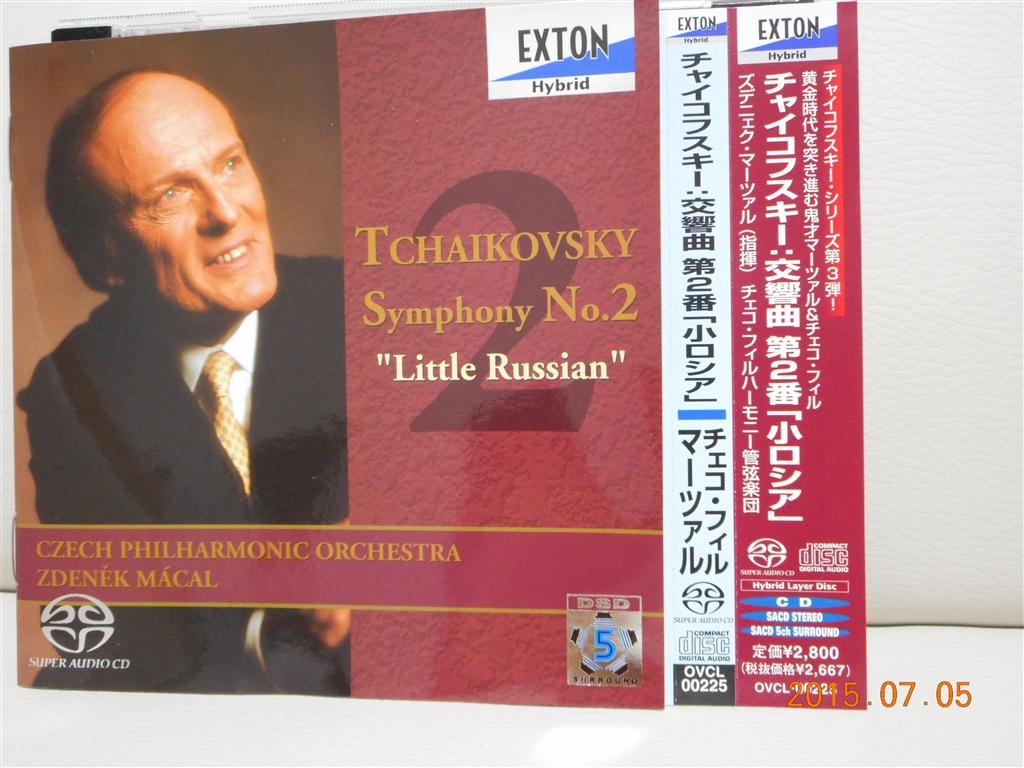 EXTON
Hybrid
TCHAIKOVSKY
Symphony No.2
2
"Little Russian"
CZECH PHILHARMONIC ORCHESTRA
ZDENĚK MÁCAL
SUPER AUDIO CD
DSD
5
SURROUND
EXTON
Hybrid
チャイコフスキー:交響曲 第2番「小ロシア」
チェコ・フィル
マーツァル
SUPER AUDIO CD
COMPACT
disc
DIGITAL AUDIO
OVCL
00225
EXTON
Hybrid
チャイコフスキー・シリーズ第3弾!
黄金時代を突き進む鬼才マーツァル&チェコ・フィル
チャイコフスキー:交響曲 第2番「小ロシア」
ズデニェク・マーツァル(指揮) チェコ・フィルハーモニー管弦楽団
SUPER AUDIO CD
COMPACT
disc
DIGITAL AUDIO
Hybrid Layer Disc
CD
SACD STEREO
SACD 5ch SURROUND
定価¥2,800
(税抜価格¥2,667)
OVCL-00225
2015.07.05